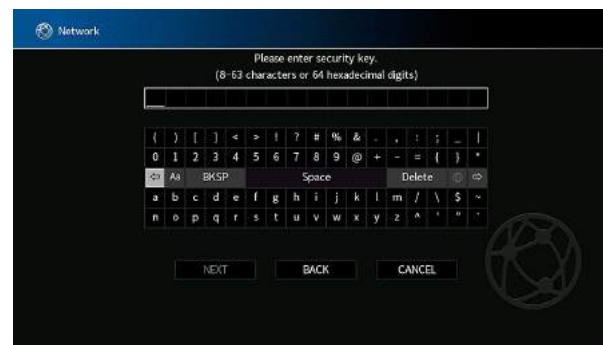 Network
Please enter security key.
(8-63 characters or 64 hexadecimal digits)
( ) [ ] < > ! ? # % & . , : ; _ |
0 1 2 3 4 5 6 7 8 9 @ + - = { } *
⇦ Aa BKSP Space Delete ⇨
a b c d e f g h i j k l m / \ $ ~
n o p q r s t u v w x y z ^ ' "
NEXT BACK CANCEL